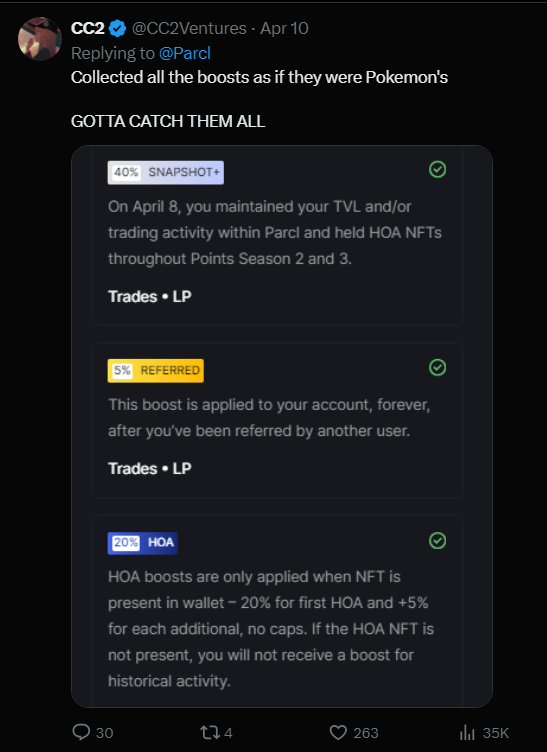 CC2 @CC2Ventures · Apr 10
Replying to @Parcl
Collected all the boosts as if they were Pokemon's
GOTTA CATCH THEM ALL
40% SNAPSHOT+
On April 8, you maintained your TVL and/or
trading activity within Parcl and held HOA NFTs
throughout Points Season 2 and 3.
Trades • LP
5% REFERRED
This boost is applied to your account, forever,
after you've been referred by another user.
Trades • LP
20% HOA
HOA boosts are only applied when NFT is
present in wallet – 20% for first HOA and +5%
for each additional, no caps. If the HOA NFT is
not present, you will not receive a boost for
historical activity.
30 4 263 35K